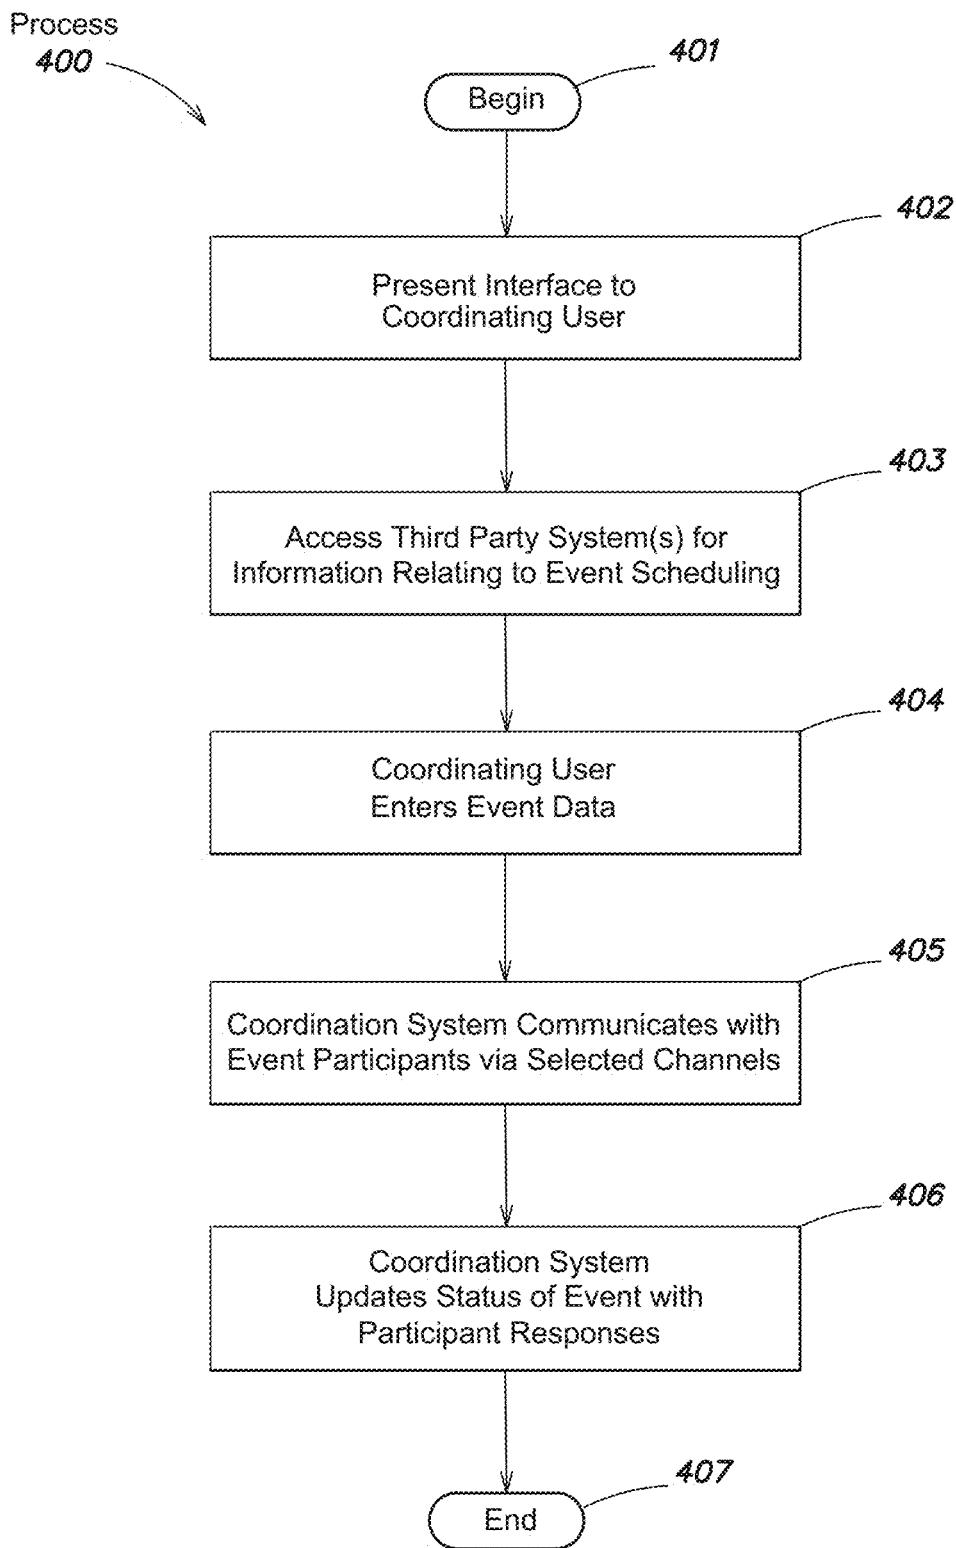 Process
400
401
Begin
402
Present Interface to
Coordinating User
403
Access Third Party System(s) for
Information Relating to Event Scheduling
404
Coordinating User
Enters Event Data
405
Coordination System Communicates with
Event Participants via Selected Channels
406
Coordination System
Updates Status of Event with
Participant Responses
407
End